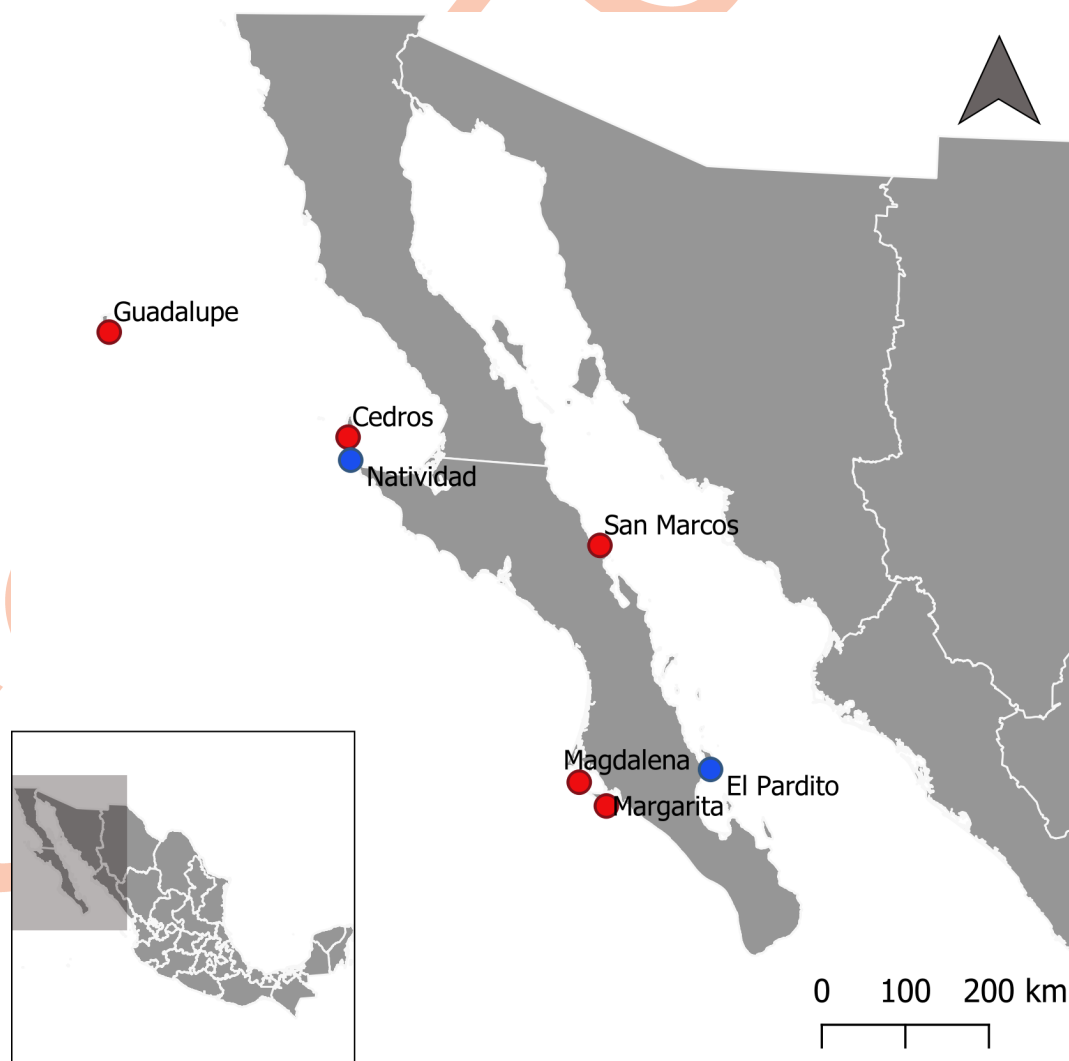 Guadalupe
Cedros
Natividad
San Marcos
Magdalena
El Pardito
Margarita
0 100 200 km